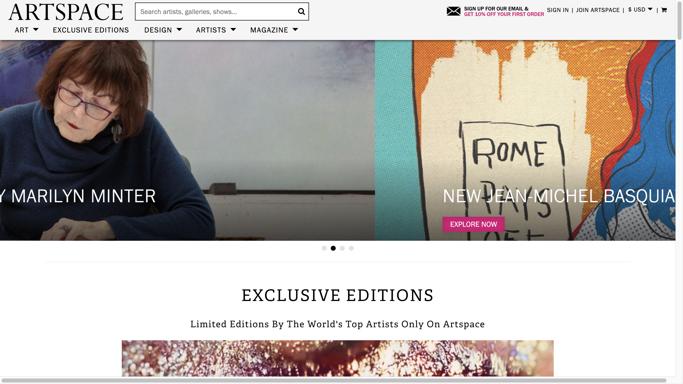 ARTSPACE
Search artists, galleries, shows...
SIGN UP FOR OUR EMAIL &
GET 10% OFF YOUR FIRST ORDER
SIGN IN | JOIN ARTSPACE | $ USD |
ART EXCLUSIVE EDITIONS DESIGN ARTISTS MAGAZINE
ROME
Y MARILYN MINTER
NEW JEAN-MICHEL BASQUIA
EXPLORE NOW
EXCLUSIVE EDITIONS
Limited Editions By The World's Top Artists Only On Artspace